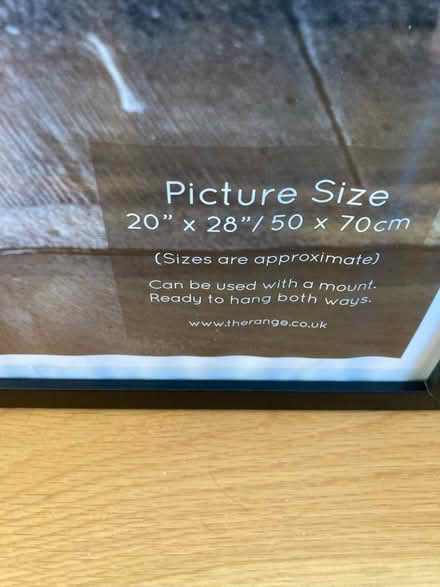 Picture Size
20" x 28"/ 50 x 70cm
(Sizes are approximate)
Can be used with a mount.
Ready to hang both ways.
www.therange.co.uk